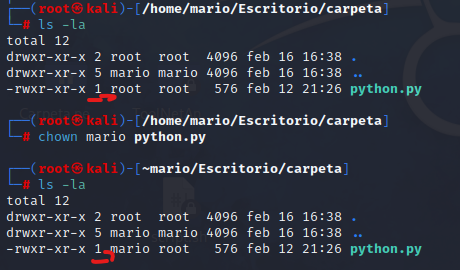 ┌──(root㉿kali)-[/home/mario/Escritorio/carpeta]
└─# ls -la
total 12
drwxr-xr-x 2 root  root  4096 feb 16 16:38 .
drwxr-xr-x 5 mario mario 4096 feb 16 16:38 ..
-rwxr-xr-x 1 root  root   576 feb 12 21:26 python.py
┌──(root㉿kali)-[/home/mario/Escritorio/carpeta]
└─# chown mario python.py
┌──(root㉿kali)-[~mario/Escritorio/carpeta]
└─# ls -la
total 12
drwxr-xr-x 2 root  root  4096 feb 16 16:38 .
drwxr-xr-x 5 mario mario 4096 feb 16 16:38 ..
-rwxr-xr-x 1 mario root   576 feb 12 21:26 python.py